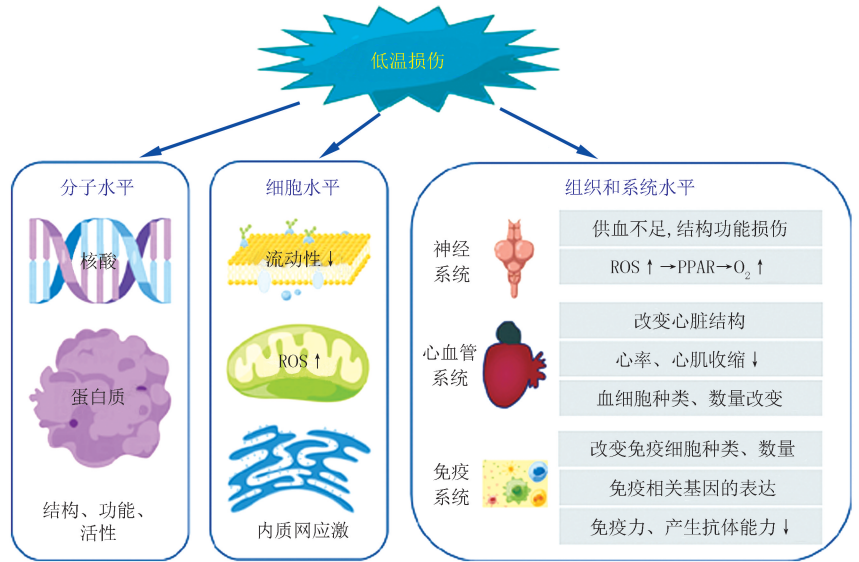 低温损伤
分子水平
核酸
蛋白质
结构、功能、
活性
细胞水平
流动性↓
ROS↑
内质网应激
组织和系统水平
神经
系统
供血不足,结构功能损伤
ROS↑→PPAR→O₂↑
心血管
系统
改变心脏结构
心率、心肌收缩↓
血细胞种类、数量改变
免疫
系统
改变免疫细胞种类、数量
免疫相关基因的表达
免疫力、产生抗体能力↓